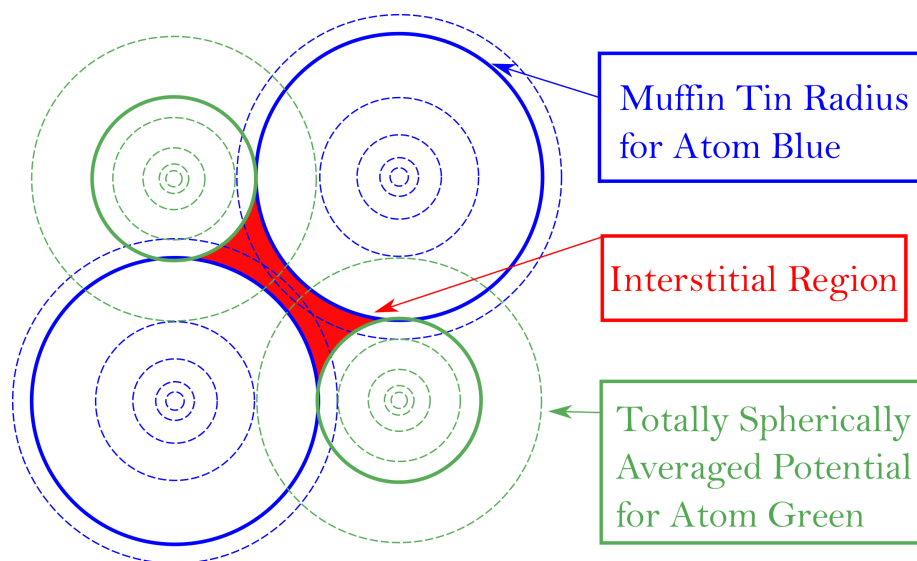 Muffin Tin Radius
for Atom Blue
Interstitial Region
Totally Spherically
Averaged Potential
for Atom Green